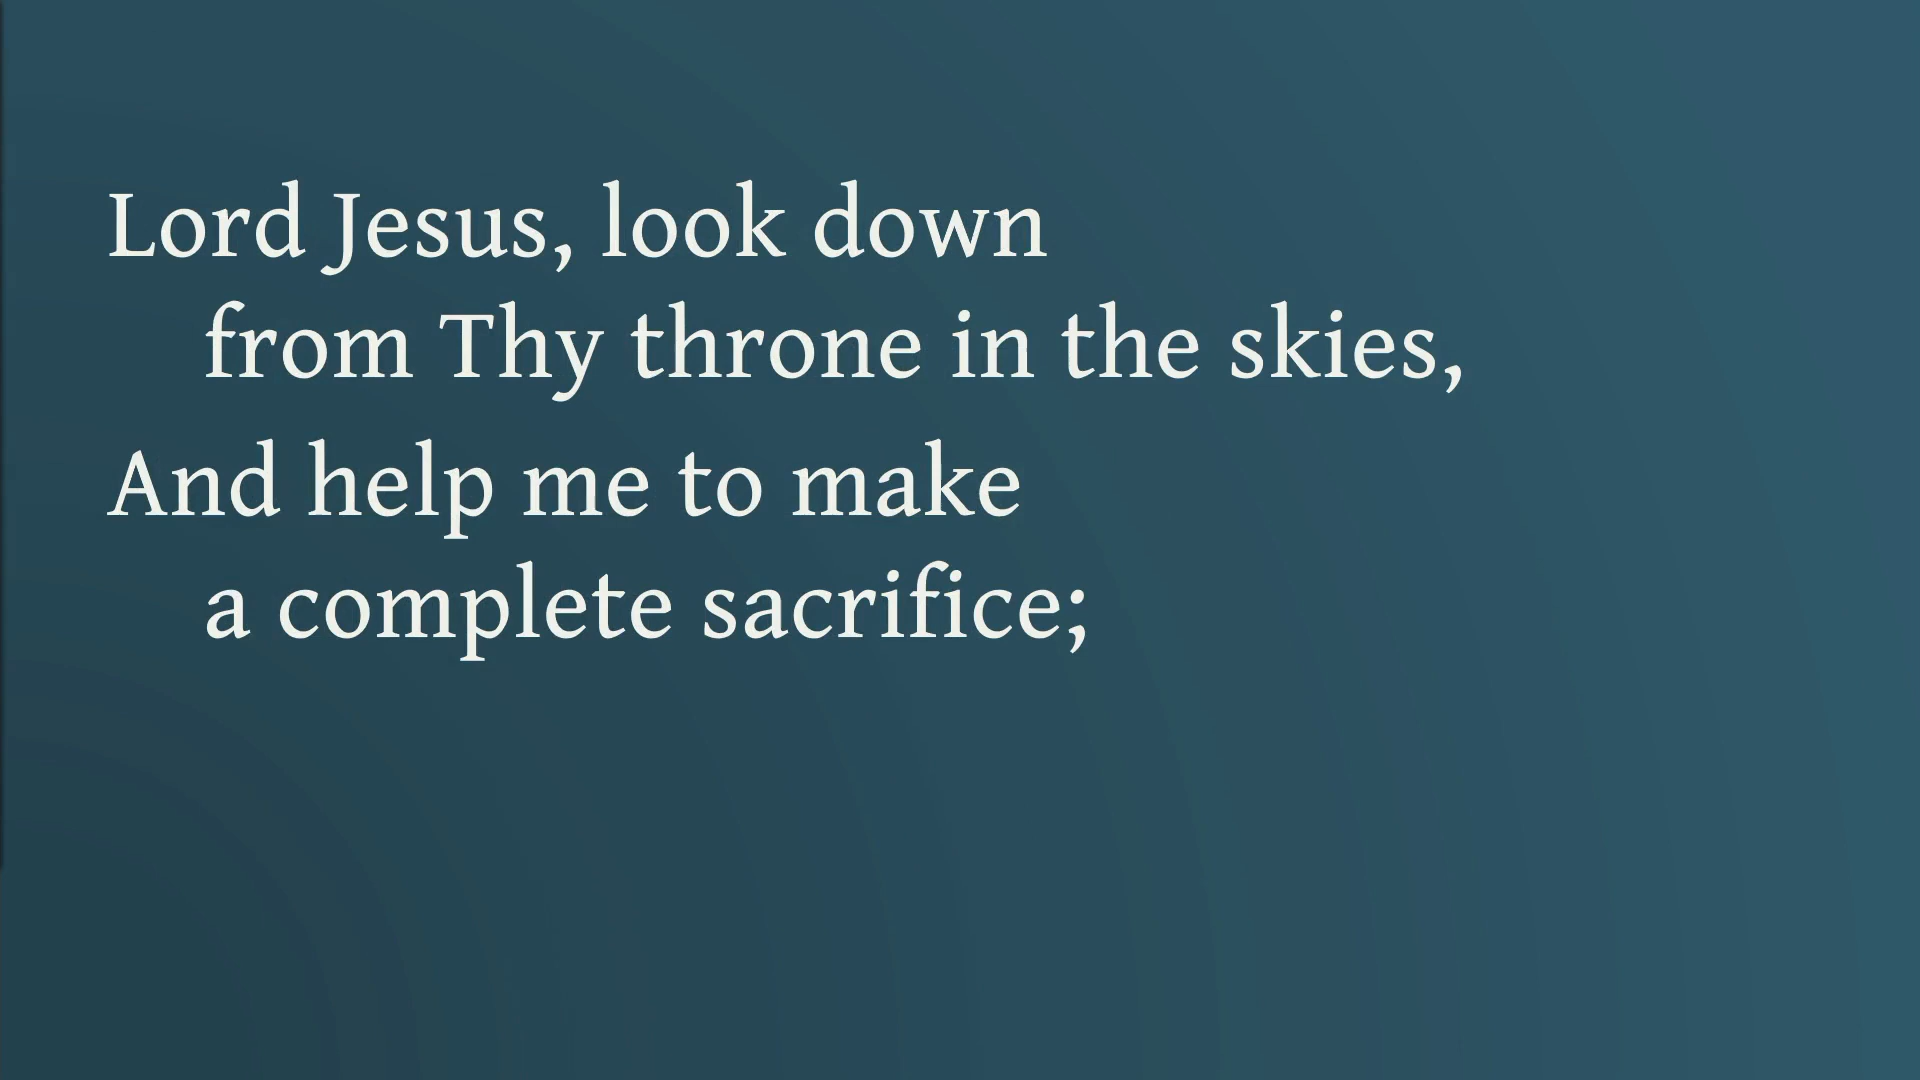 Lord Jesus, look down
from Thy throne in the skies,
And help me to make
a complete sacrifice;